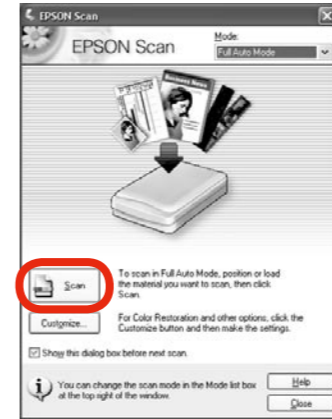 EPSON Scan
EPSON Scan
Mode:
Full Auto Mode
Business News
Scan
To scan in Full Auto Mode, position or load
the material you want to scan, then click
Scan.
Customize...
For Color Restoration and other options, click the
Customize button and then make the settings.
Show this dialog box before next scan.
You can change the scan mode in the Mode list box
at the top right of the window.
Help
Close